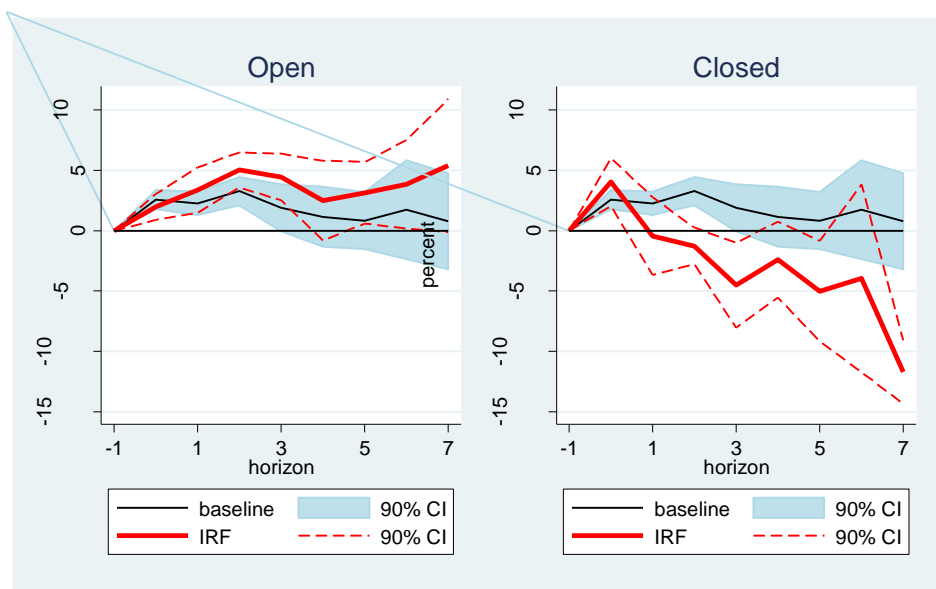 Open
10
5
0
-5
-10
-15
percent
-1 1 3 5 7
horizon
baseline 90% CI
IRF 90% CI
Closed
10
5
0
-5
-10
-15
-1 1 3 5 7
horizon
baseline 90% CI
IRF 90% CI